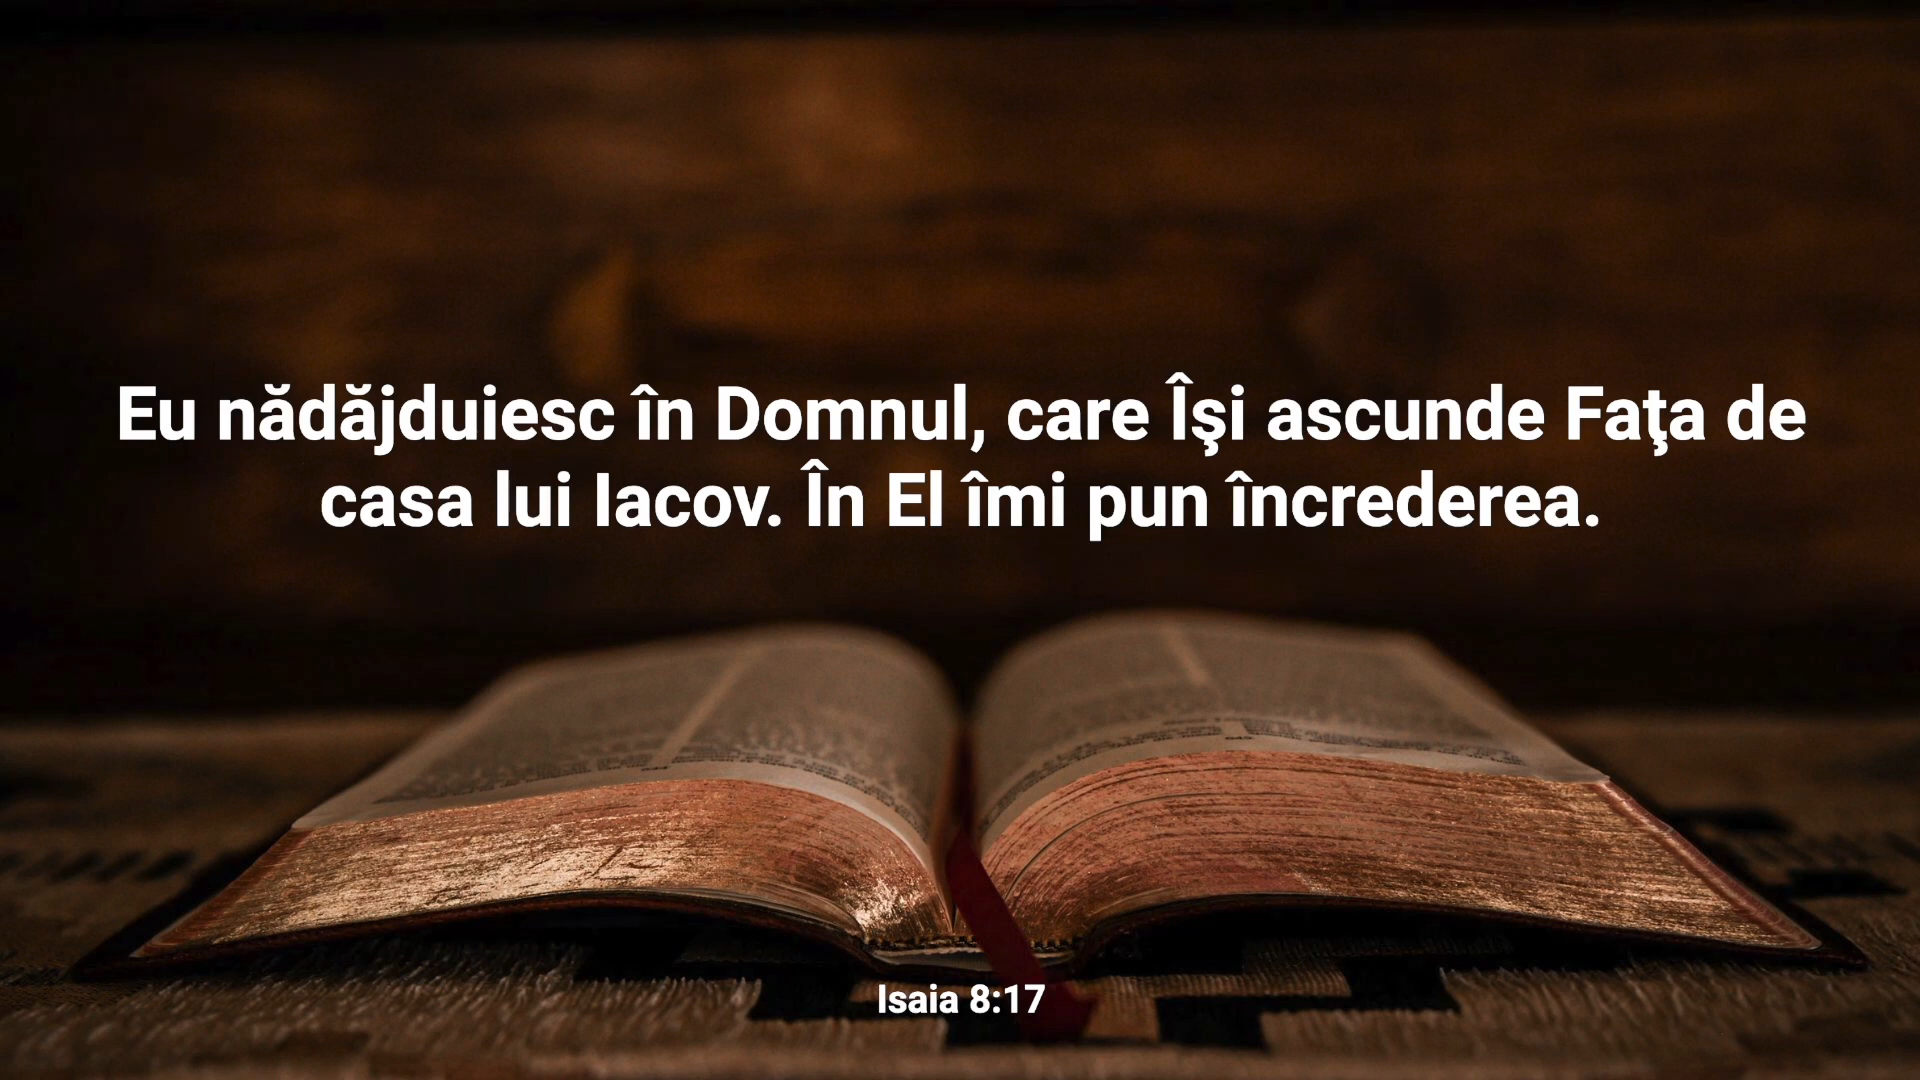 Eu nădăjduiesc în Domnul, care Îşi ascunde Faţa de
casa lui Iacov. În El îmi pun încrederea.
Isaia 8:17